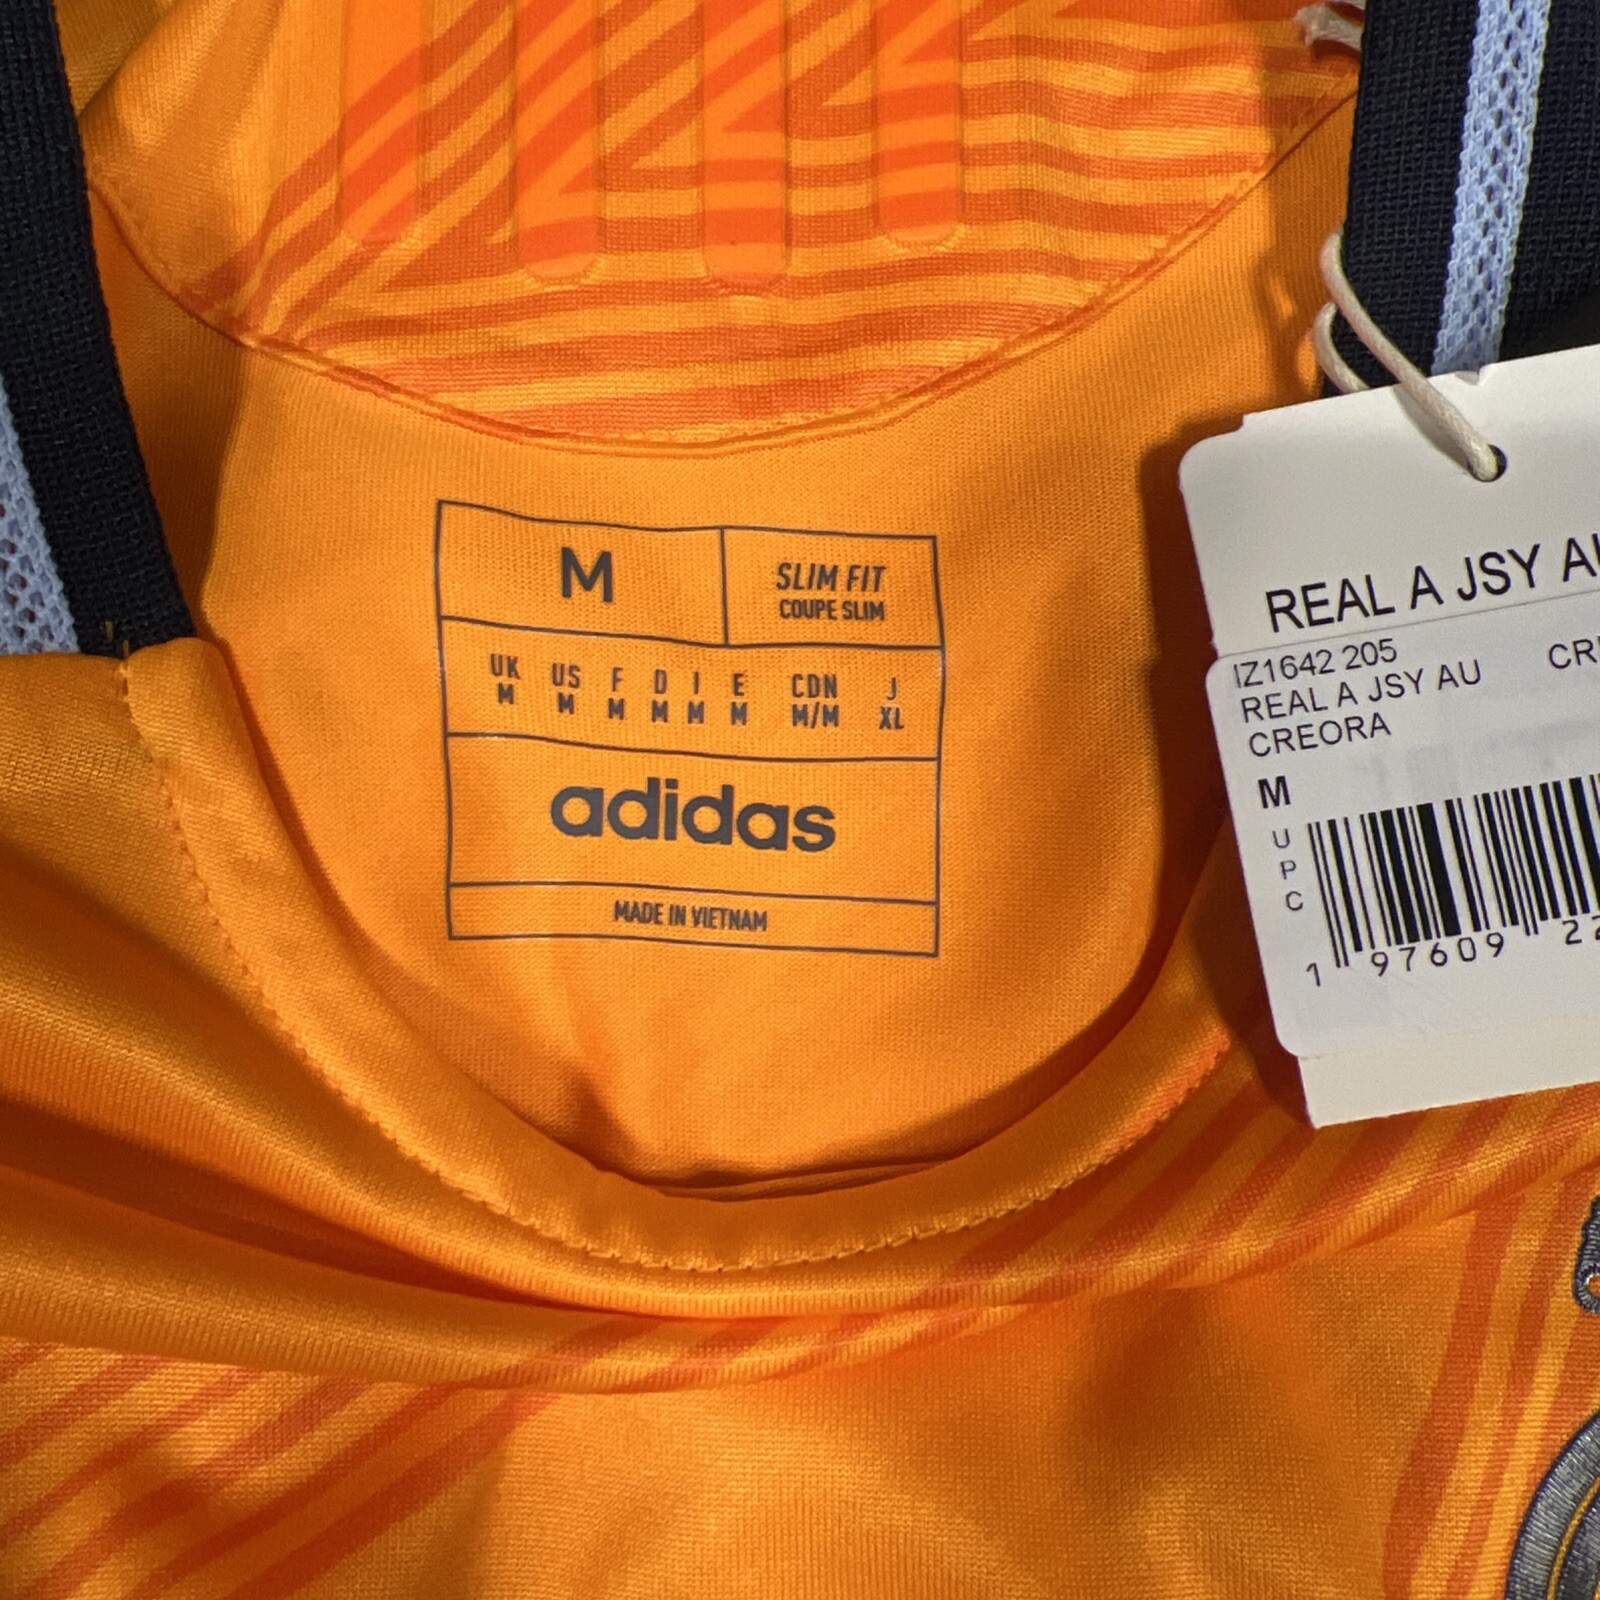 M
SLIM FIT
COUPE SLIM
UK US F D I E CDN J
M M M M M M M/M XL
adidas
MADE IN VIETNAM
REAL A JSY
IZ1642 205
REAL A JSY AU
CREORA
M
UPC
1 97609